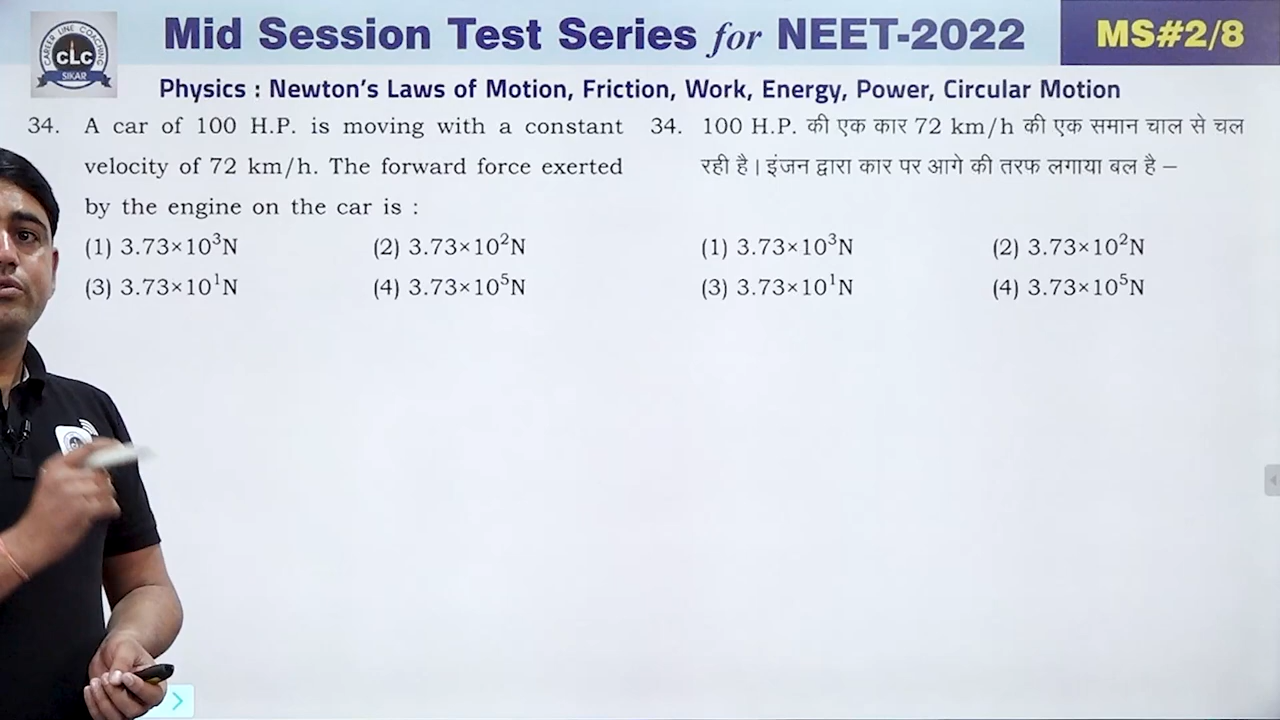 CAREER LINE COACHING
CLC
SIKAR
Mid Session Test Series for NEET-2022
MS#2/8
Physics : Newton's Laws of Motion, Friction, Work, Energy, Power, Circular Motion
34. A car of 100 H.P. is moving with a constant
velocity of 72 km/h. The forward force exerted
by the engine on the car is :
(1) 3.73×10³N (2) 3.73×10²N
(3) 3.73×10¹N (4) 3.73×10⁵N
34. 100 H.P. की एक कार 72 km/h की एक समान चाल से चल
रही है। इंजन द्वारा कार पर आगे की तरफ लगाया बल है –
(1) 3.73×10³N (2) 3.73×10²N
(3) 3.73×10¹N (4) 3.73×10⁵N